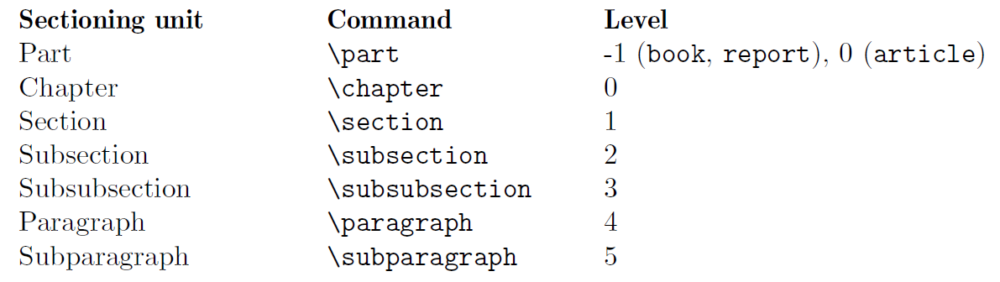 Sectioning unit Command Level
Part \part -1 (book, report), 0 (article)
Chapter \chapter 0
Section \section 1
Subsection \subsection 2
Subsubsection \subsubsection 3
Paragraph \paragraph 4
Subparagraph \subparagraph 5